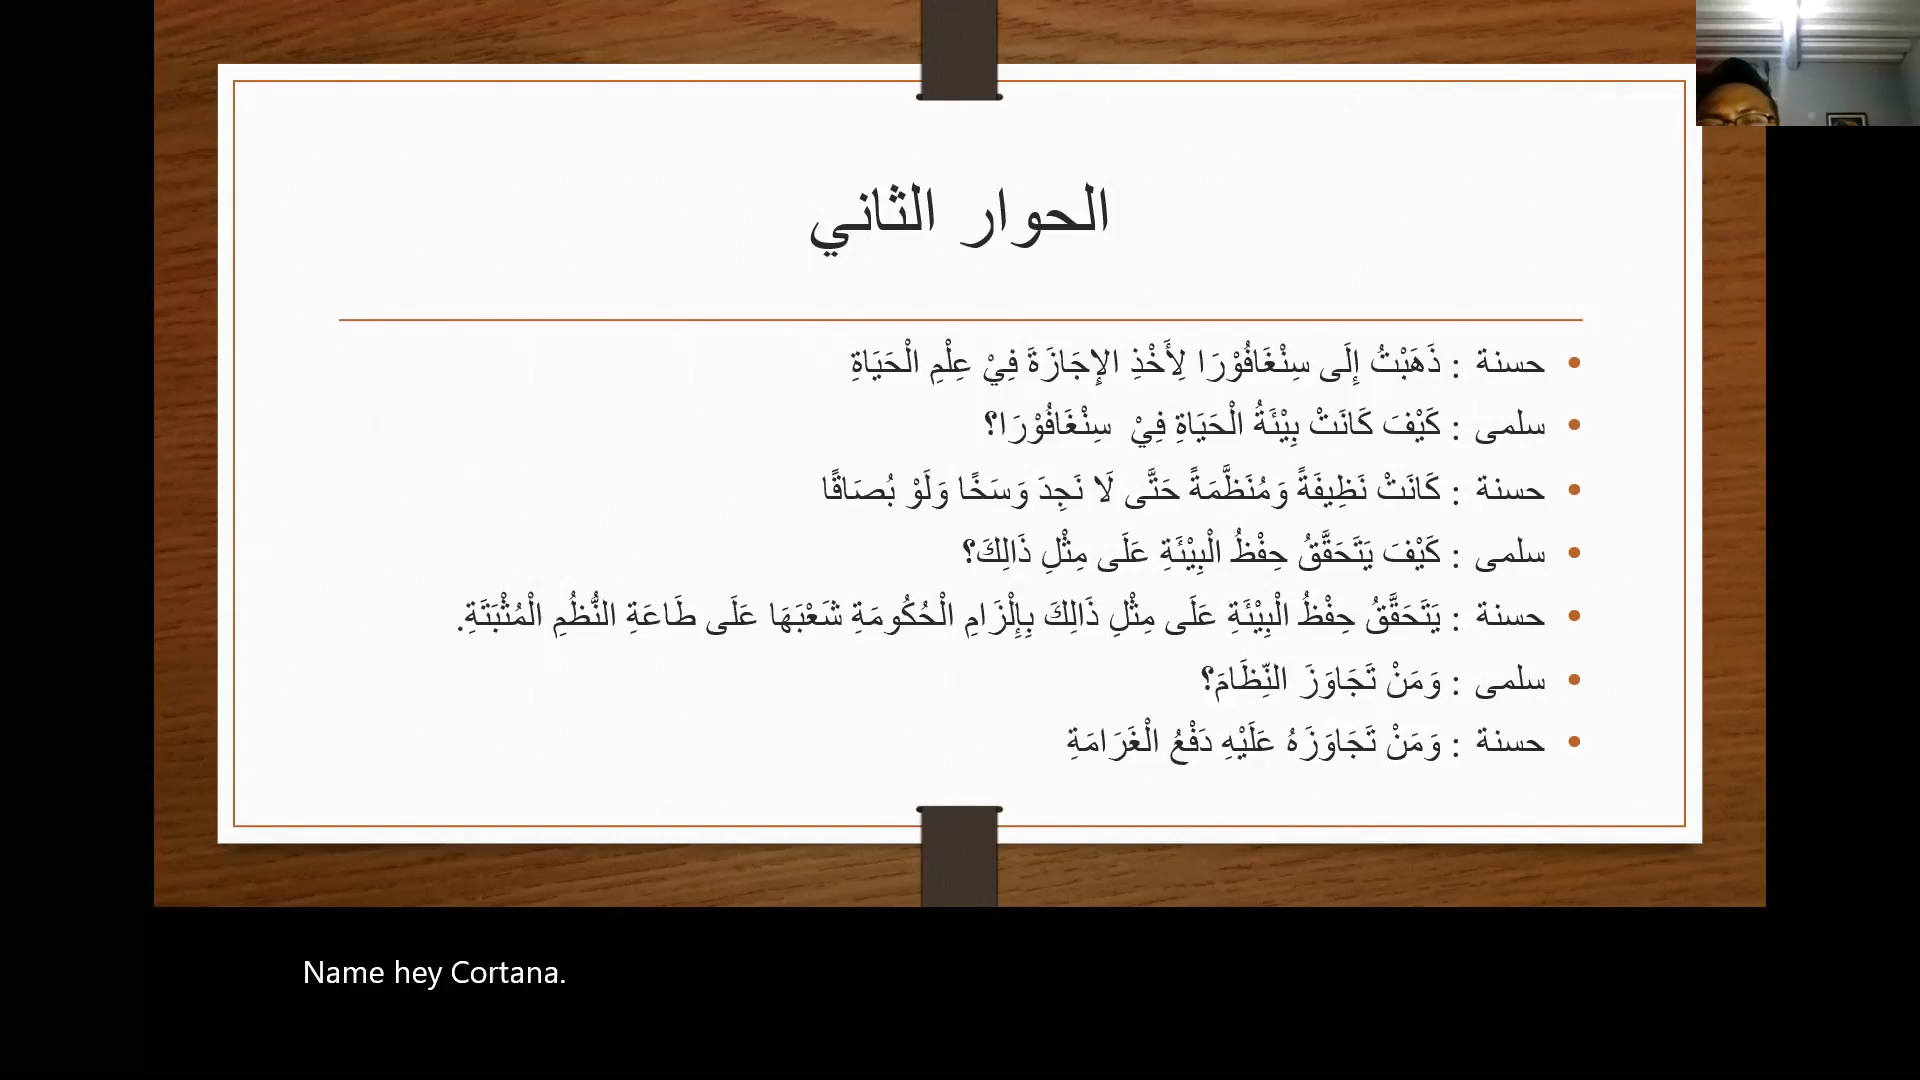 الحوار الثاني
• حسنة : ذَهَبْتُ إِلَى سِنْغَافُوْرَا لِأَخْذِ الإِجَازَةَ فِيْ عِلْمِ الْحَيَاةِ
• سلمى : كَيْفَ كَانَتْ بِيْئَةُ الْحَيَاةِ فِيْ سِنْغَافُوْرَا؟
• حسنة : كَانَتْ نَظِيفَةً وَمُنَظَّمَةً حَتَّى لَا نَجِدَ وَسَخًا وَلَوْ بُصَاقًا
• سلمى : كَيْفَ يَتَحَقَّقُ حِفْظُ الْبِيْئَةِ عَلَى مِثْلِ ذَالِكَ؟
• حسنة : يَتَحَقَّقُ حِفْظُ الْبِيْئَةِ عَلَى مِثْلِ ذَالِكَ بِإِلْزَامِ الْحُكُومَةِ شَعْبَهَا عَلَى طَاعَةِ النُّظُمِ الْمُثْبَتَةِ.
• سلمى : وَمَنْ تَجَاوَزَ النِّظَامَ؟
• حسنة : وَمَنْ تَجَاوَزَهُ عَلَيْهِ دَفْعُ الْغَرَامَةِ
Name hey Cortana.